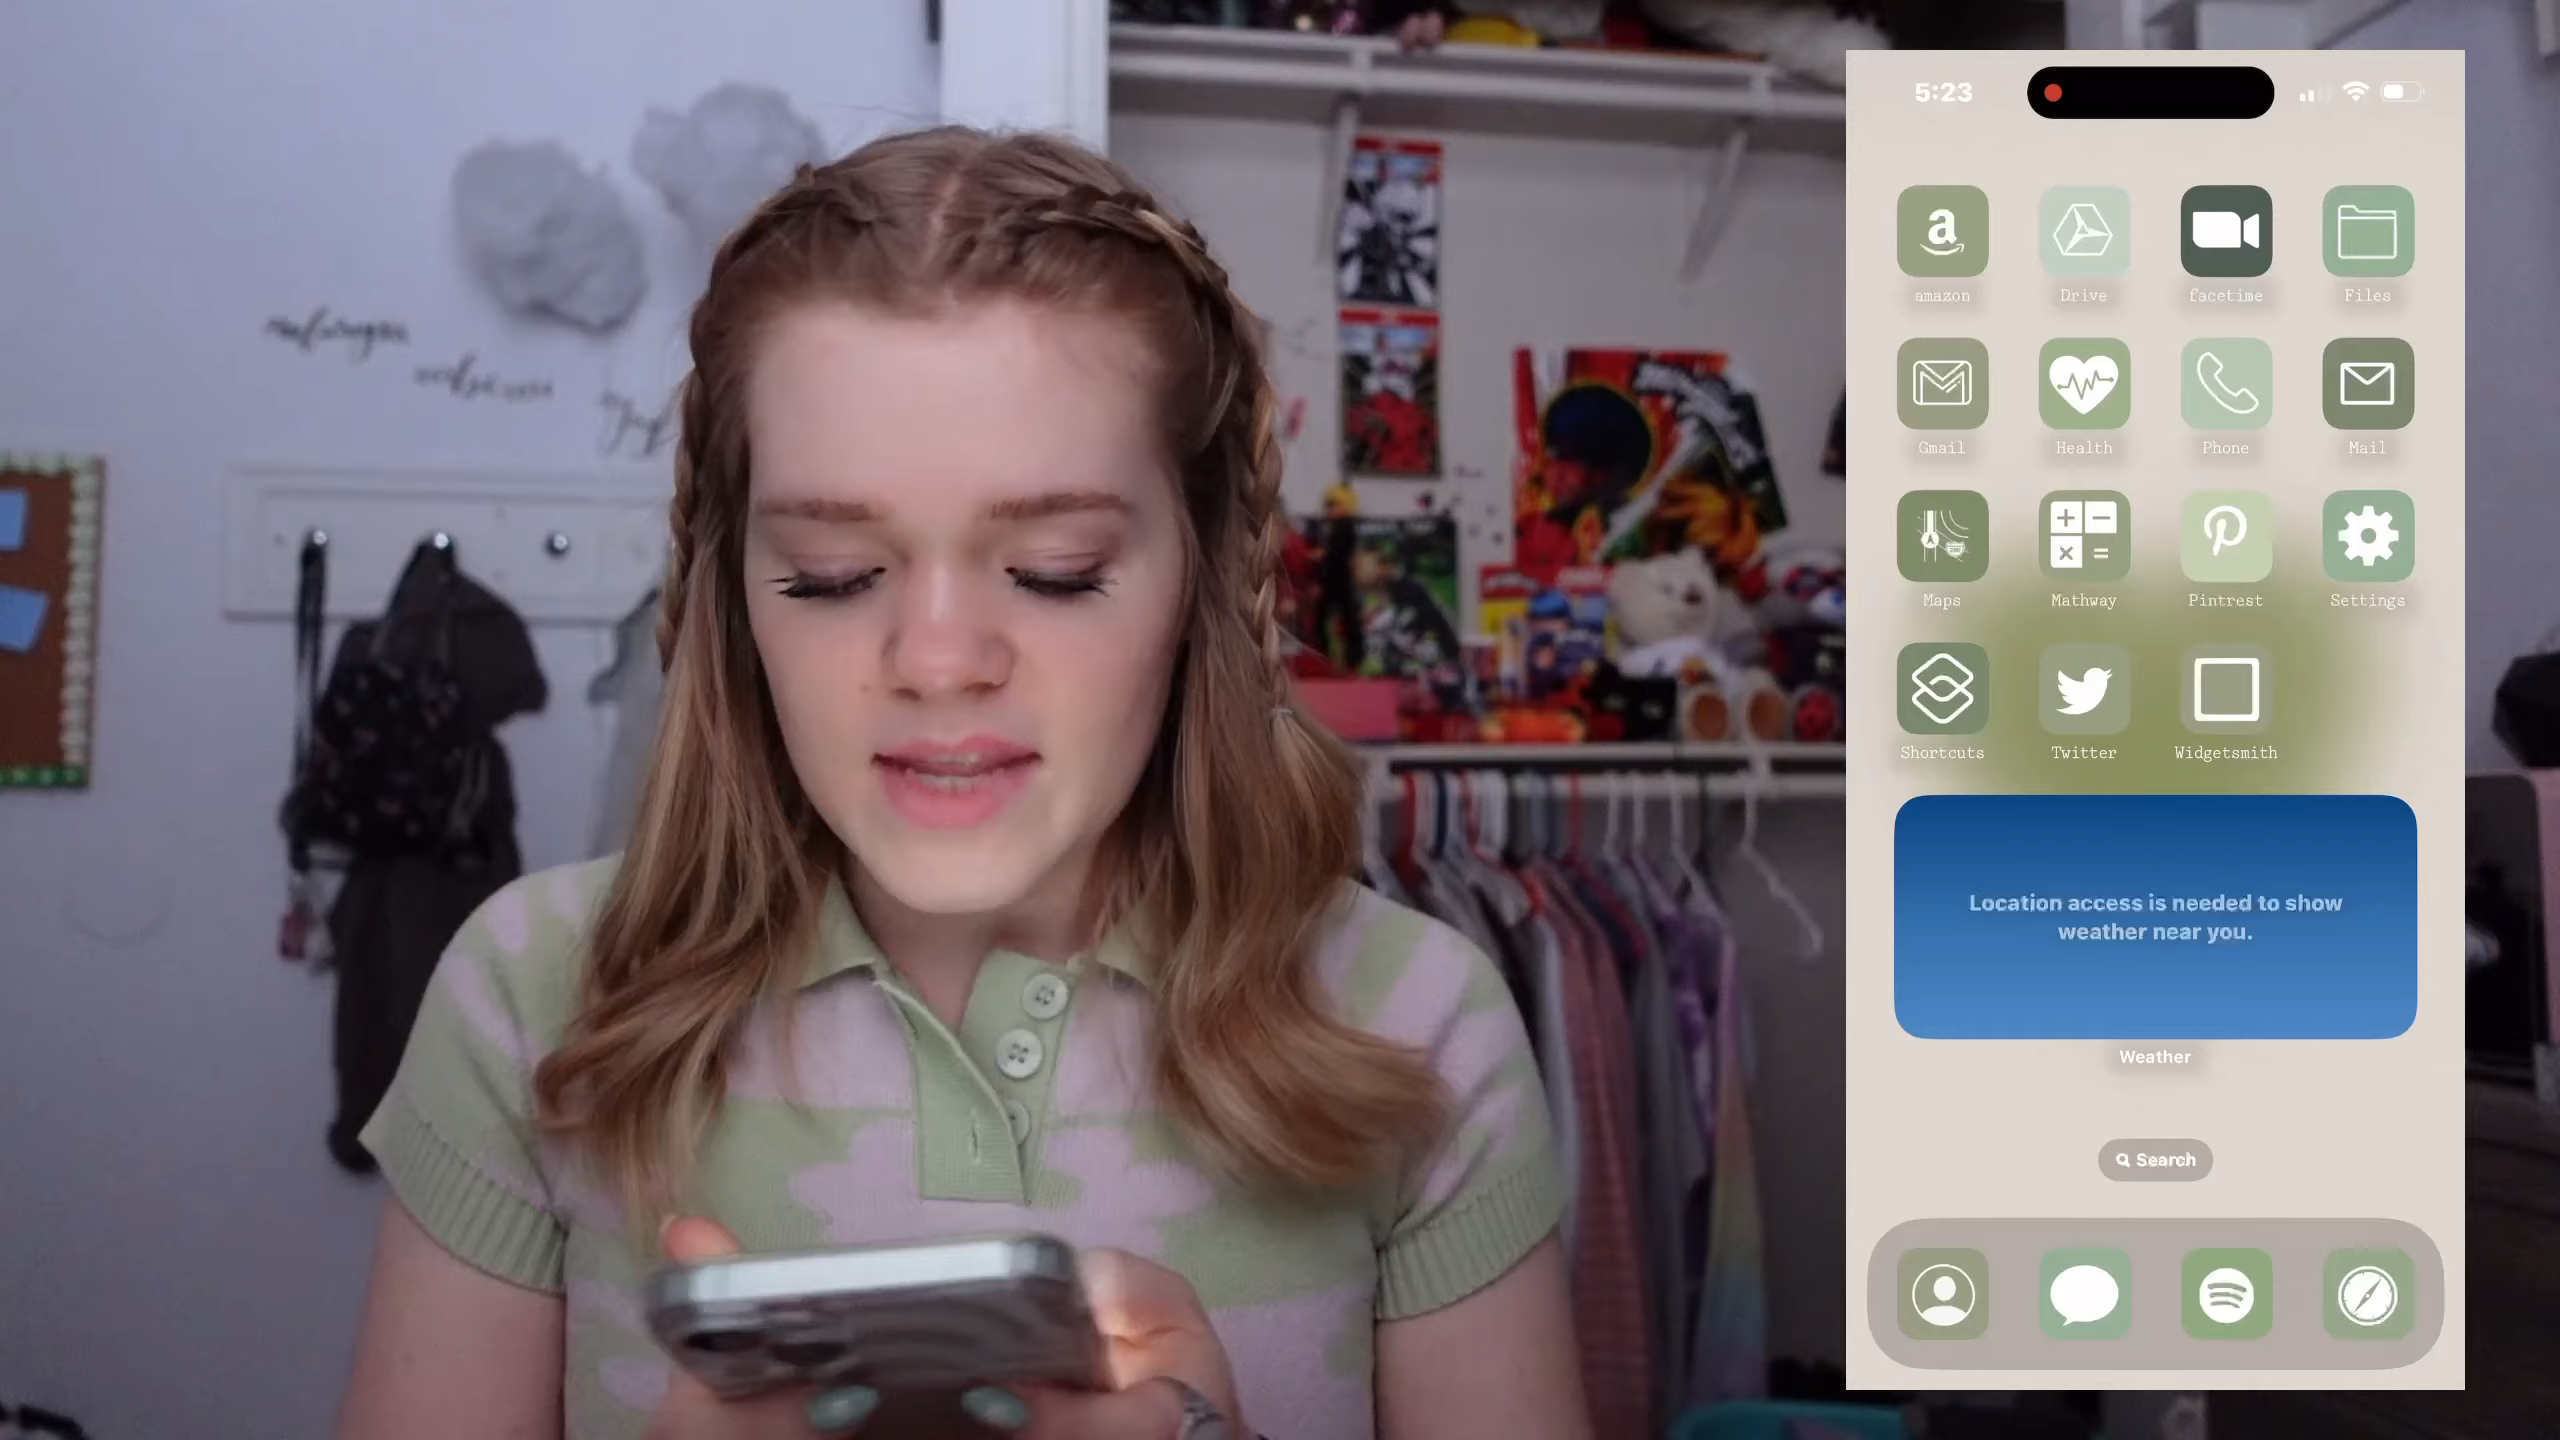 5:23
amazon
Drive
facetime
Files
Gmail
Health
Phone
Mail
Maps
Mathway
Pintrest
Settings
Shortcuts
Twitter
Widgetsmith
Location access is needed to show
weather near you.
Weather
Search